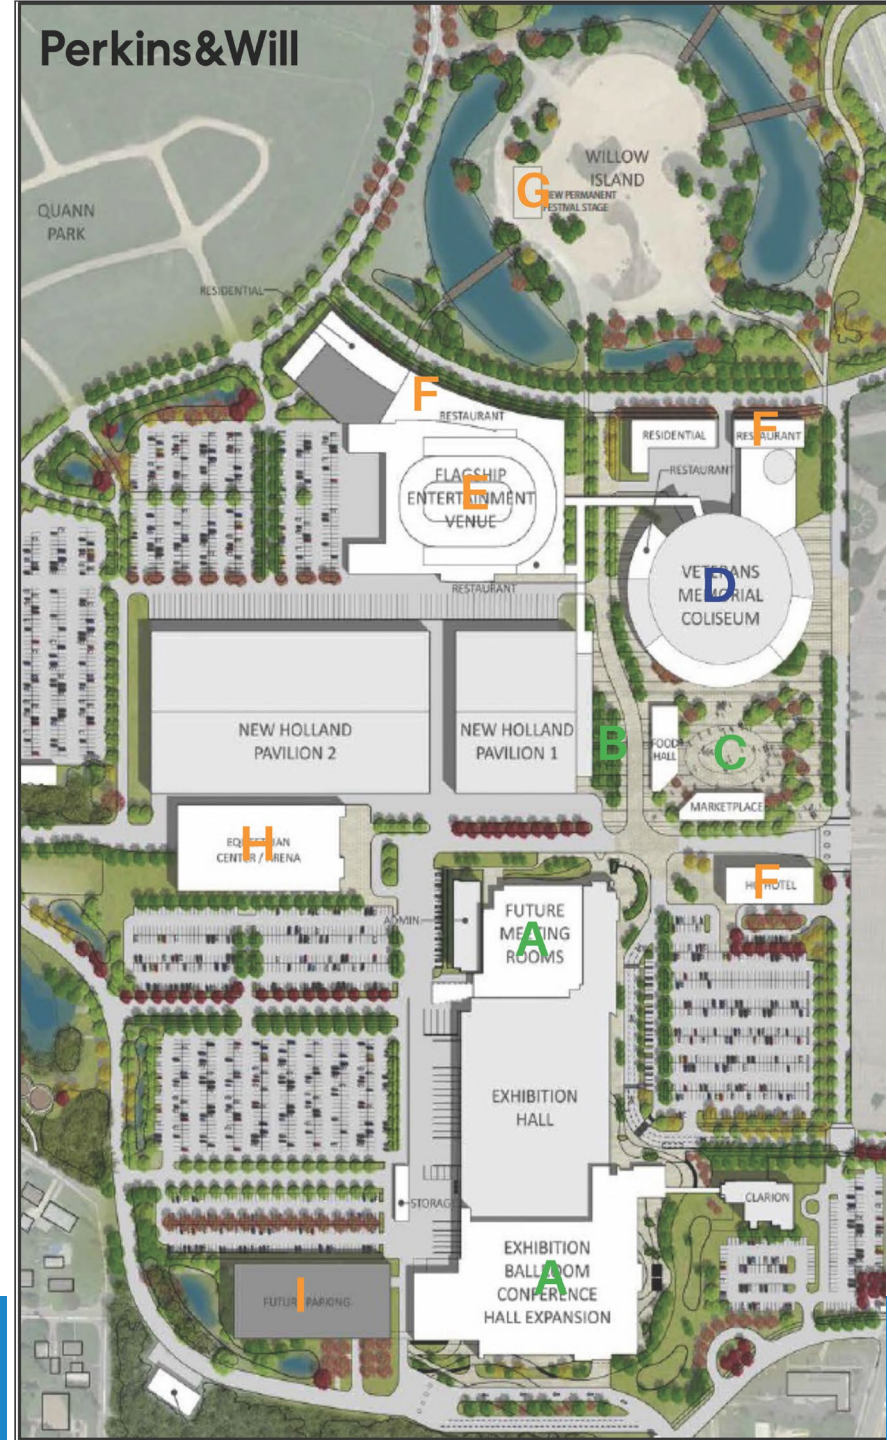 Perkins&Will
WILLOW
ISLAND
G
NEW PERMANENT
FESTIVAL STAGE
QUANN
PARK
RESIDENTIAL
F
RESTAURANT
RESIDENTIAL
F
RESTAURANT
RESTAURANT
FLAGSHIP
ENTERTAINMENT
VENUE
E
VETERANS
MEMORIAL
COLISEUM
D
RESTAURANT
NEW HOLLAND
PAVILION 2
NEW HOLLAND
PAVILION 1
B
FOOD
HALL
C
MARKETPLACE
EQUESTRIAN
CENTER / ARENA
H
HOTEL
F
ADMIN
FUTURE
MEETING
ROOMS
A
EXHIBITION
HALL
STORAGE
CLARION
EXHIBITION
BALLROOM
CONFERENCE
HALL EXPANSION
A
FUTURE PARKING
I